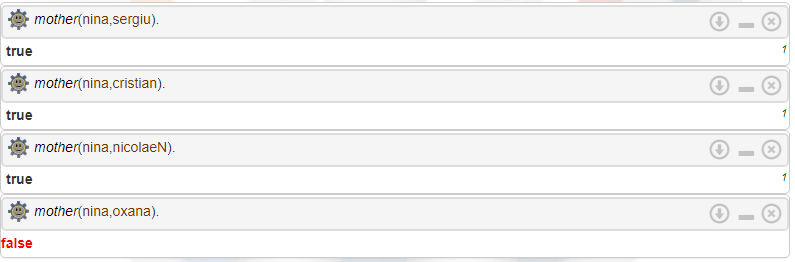 mother(nina,sergiu).
true 1
mother(nina,cristian).
true 1
mother(nina,nicolaeN).
true 1
mother(nina,oxana).
false